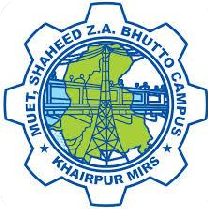 MUET, SHAHEED Z.A. BHUTTO CAMPUS
KHAIRPUR MIRS